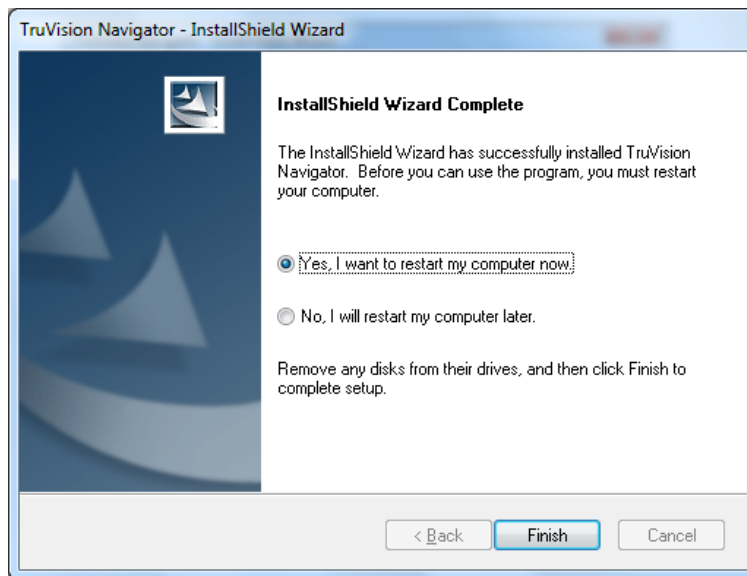 TruVision Navigator - InstallShield Wizard
InstallShield Wizard Complete
The InstallShield Wizard has successfully installed TruVision
Navigator.  Before you can use the program, you must restart
your computer.
Yes, I want to restart my computer now.
No, I will restart my computer later.
Remove any disks from their drives, and then click Finish to
complete setup.
< Back
Finish
Cancel